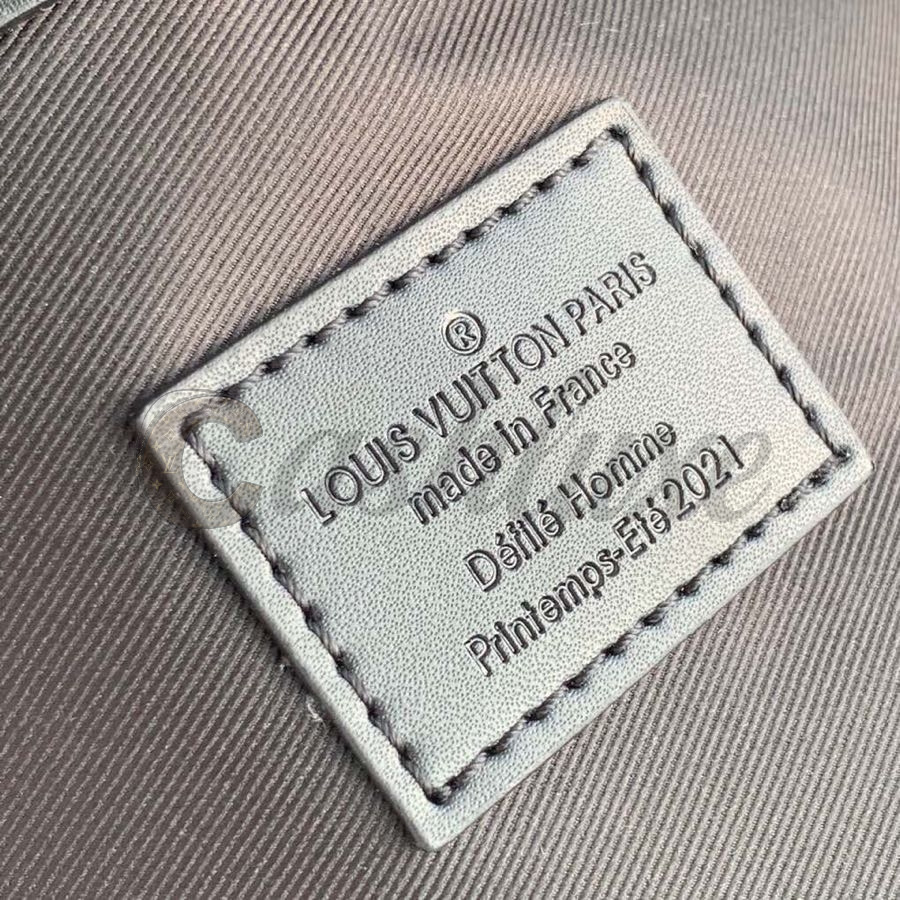 ®
LOUIS VUITTON PARIS
made in France
Défilé Homme
Printemps-Eté 2021